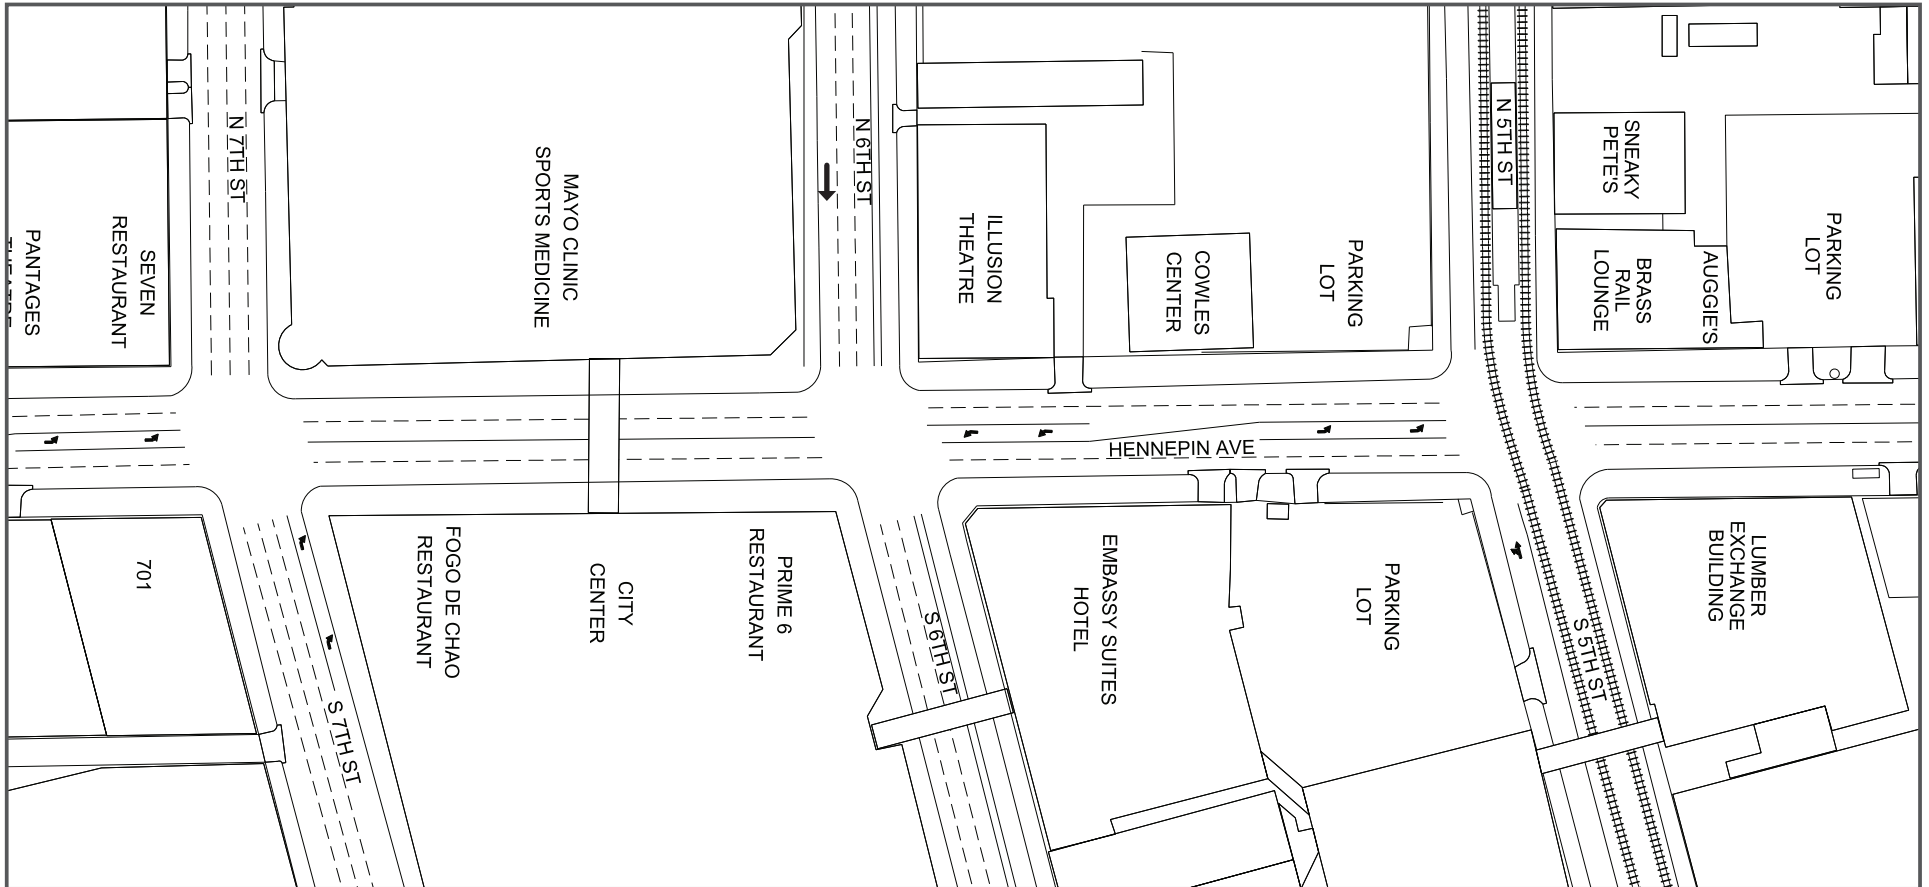 N 7TH ST
N 6TH ST
N 5TH ST
SNEAKY
PETE'S
MAYO CLINIC
SPORTS MEDICINE
SEVEN
RESTAURANT
PANTAGES
ILLUSION
THEATRE
COWLES
CENTER
PARKING
LOT
BRASS
RAIL
LOUNGE
AUGGIE'S
PARKING
LOT
HENNEPIN AVE
701
FOGO DE CHAO
RESTAURANT
CITY
CENTER
PRIME 6
RESTAURANT
EMBASSY SUITES
HOTEL
PARKING
LOT
LUMBER
EXCHANGE
BUILDING
S 7TH ST
S 6TH ST
S 5TH ST